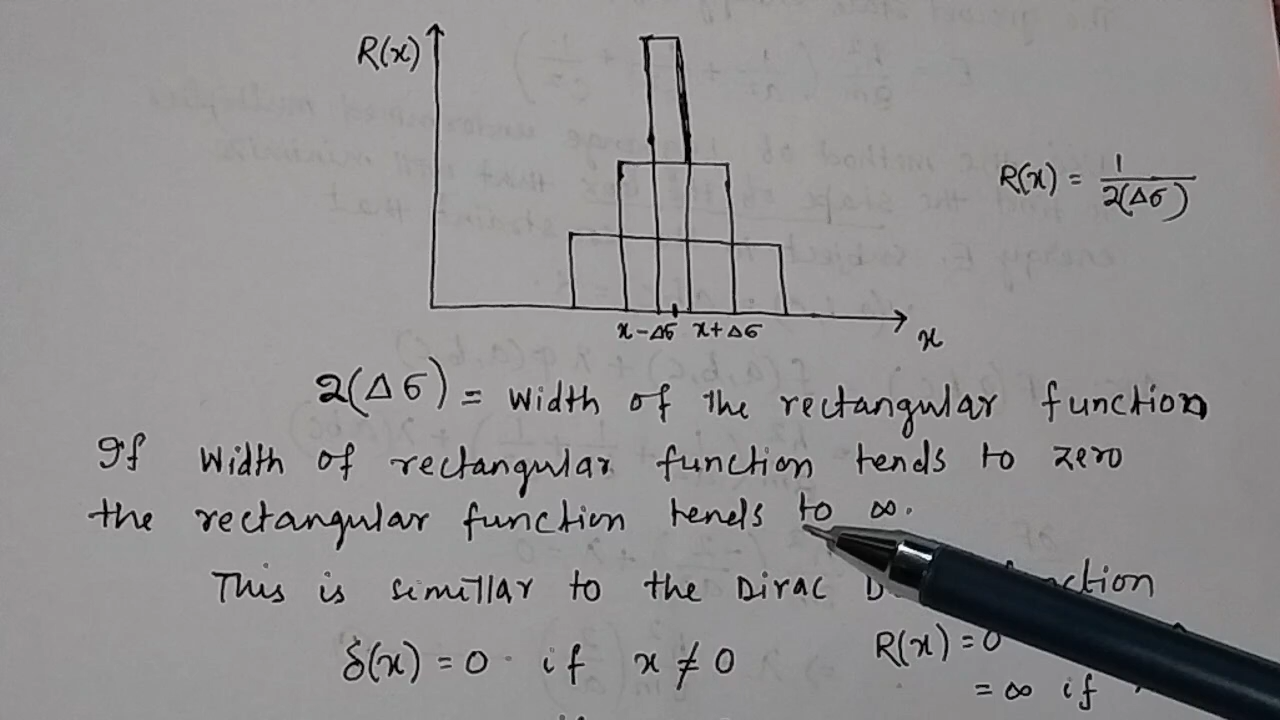 R(x)
R(x) = 1/2(Δσ)
x-Δσ x+Δσ
x
2(Δσ) = width of the rectangular function
If width of rectangular function tends to zero
the rectangular function tends to ∞.
This is simillar to the Dirac
δ(x) = 0 if x ≠ 0
R(x) = 0
= ∞ if